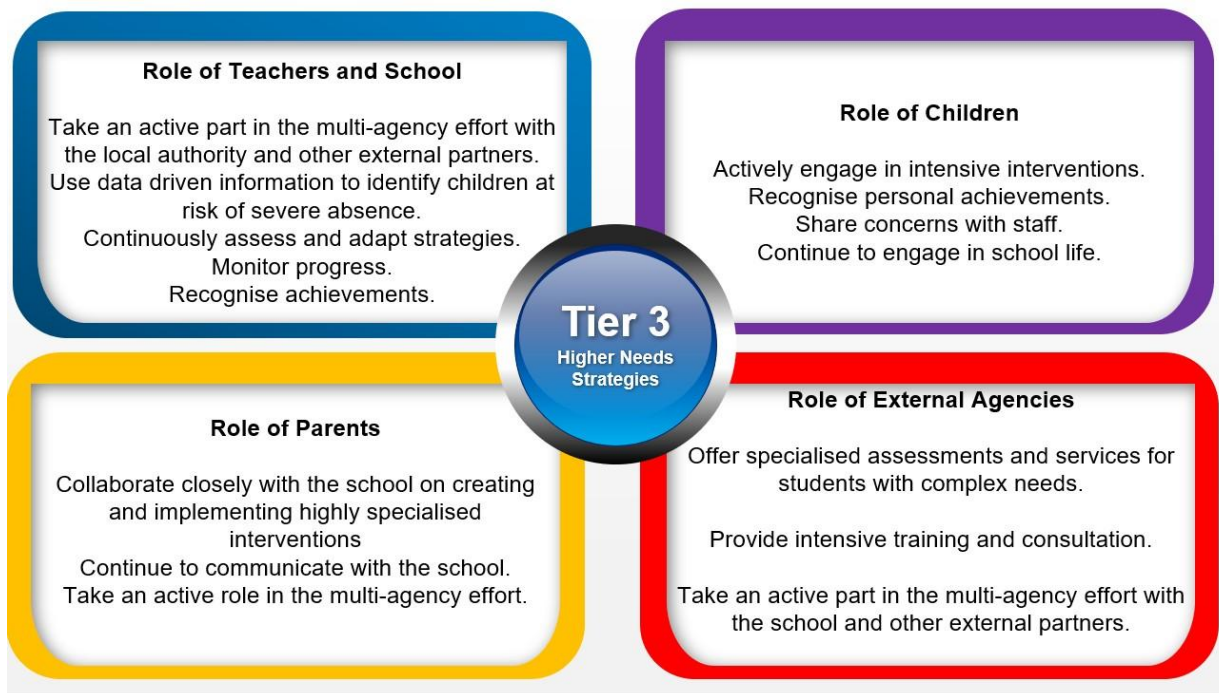 Role of Teachers and School
Take an active part in the multi-agency effort with
the local authority and other external partners.
Use data driven information to identify children at
risk of severe absence.
Continuously assess and adapt strategies.
Monitor progress.
Recognise achievements.
Role of Children
Actively engage in intensive interventions.
Recognise personal achievements.
Share concerns with staff.
Continue to engage in school life.
Tier 3
Higher Needs
Strategies
Role of Parents
Collaborate closely with the school on creating
and implementing highly specialised
interventions
Continue to communicate with the school.
Take an active role in the multi-agency effort.
Role of External Agencies
Offer specialised assessments and services for
students with complex needs.
Provide intensive training and consultation.
Take an active part in the multi-agency effort with
the school and other external partners.